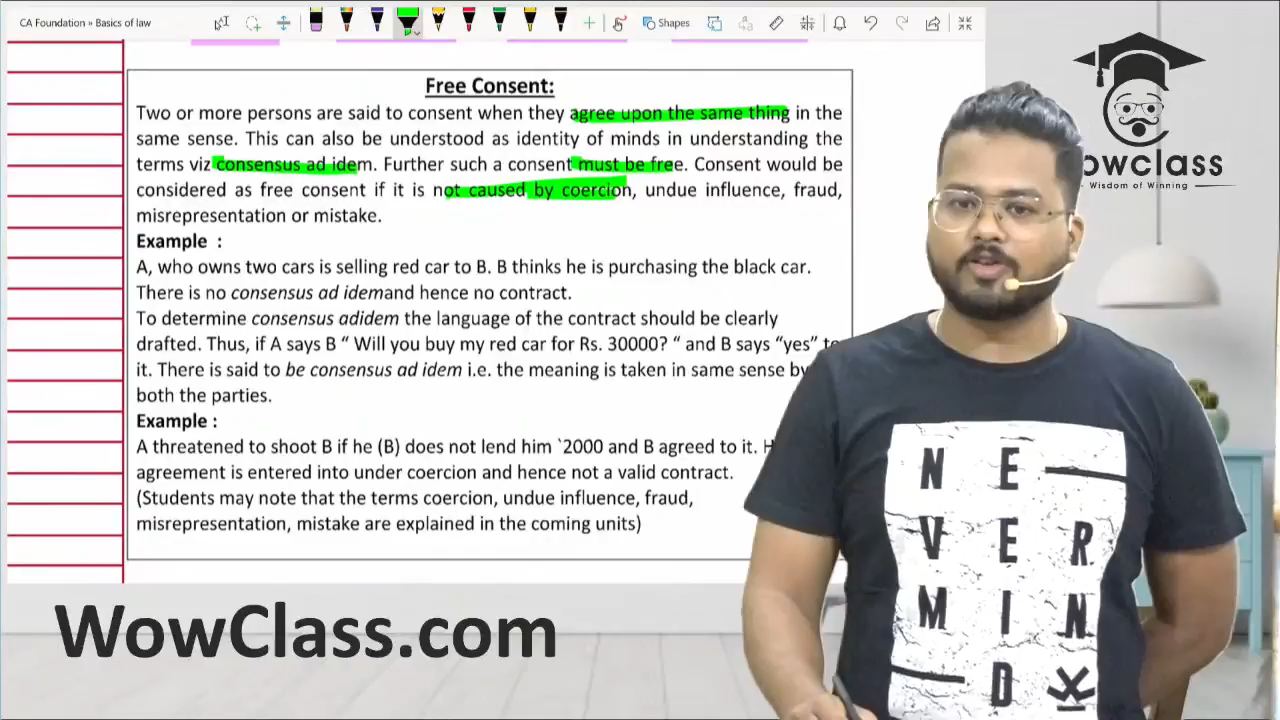 CA Foundation » Basics of law
Shapes
Free Consent:
Two or more persons are said to consent when they agree upon the same thing in the
same sense. This can also be understood as identity of minds in understanding the
terms viz consensus ad idem. Further such a consent must be free. Consent would be
considered as free consent if it is not caused by coercion, undue influence, fraud,
misrepresentation or mistake.
Example :
A, who owns two cars is selling red car to B. B thinks he is purchasing the black car.
There is no consensus ad idemand hence no contract.
To determine consensus adidem the language of the contract should be clearly
drafted. Thus, if A says B “ Will you buy my red car for Rs. 30000? “ and B says “yes” to
it. There is said to be consensus ad idem i.e. the meaning is taken in same sense by
both the parties.
Example :
A threatened to shoot B if he (B) does not lend him `2000 and B agreed to it.
agreement is entered into under coercion and hence not a valid contract.
(Students may note that the terms coercion, undue influence, fraud,
misrepresentation, mistake are explained in the coming units)
WowClass.com
wowclass
- Wisdom of Winning -
N E
V E R
M I N
D